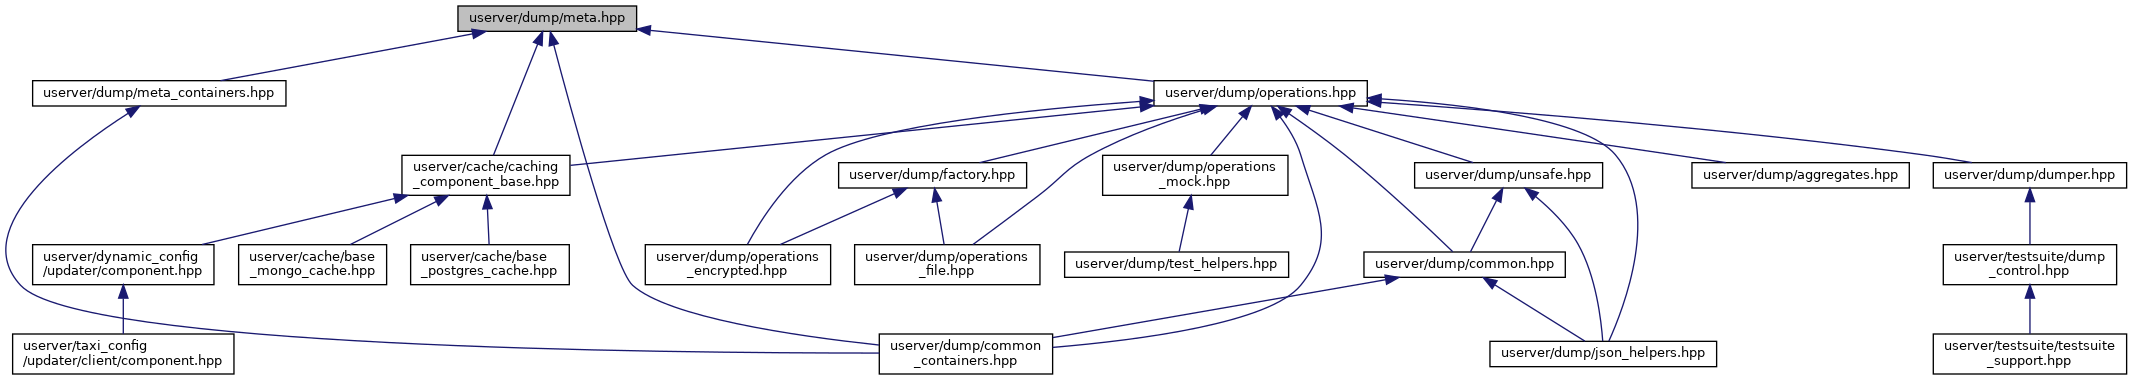 userver/dump/meta.hpp
userver/dump/meta_containers.hpp
userver/dump/operations.hpp
userver/cache/caching
_component_base.hpp
userver/dump/factory.hpp
userver/dump/operations
_mock.hpp
userver/dump/unsafe.hpp
userver/dump/aggregates.hpp
userver/dump/dumper.hpp
userver/dynamic_config
/updater/component.hpp
userver/cache/base
_mongo_cache.hpp
userver/cache/base
_postgres_cache.hpp
userver/dump/operations
_encrypted.hpp
userver/dump/operations
_file.hpp
userver/dump/test_helpers.hpp
userver/dump/common.hpp
userver/testsuite/dump
_control.hpp
userver/taxi_config
/updater/client/component.hpp
userver/dump/common
_containers.hpp
userver/dump/json_helpers.hpp
userver/testsuite/testsuite
_support.hpp